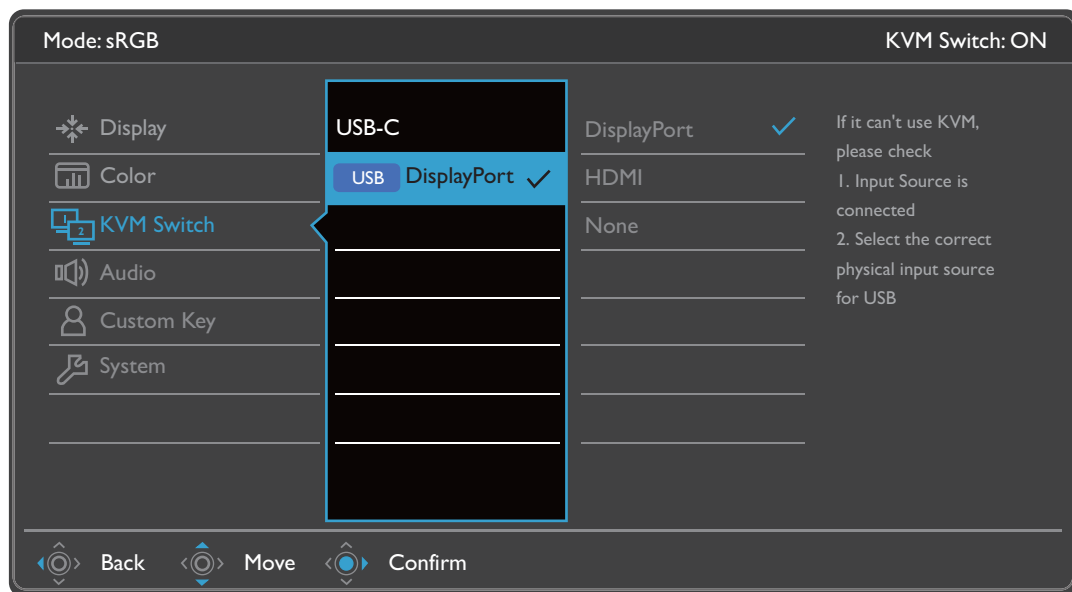 Mode: sRGB
KVM Switch: ON
Display
Color
1
2
KVM Switch
Audio
Custom Key
System
USB-C
USB DisplayPort
DisplayPort
HDMI
None
If it can't use KVM,
please check
1. Input Source is
connected
2. Select the correct
physical input source
for USB
Back
Move
Confirm